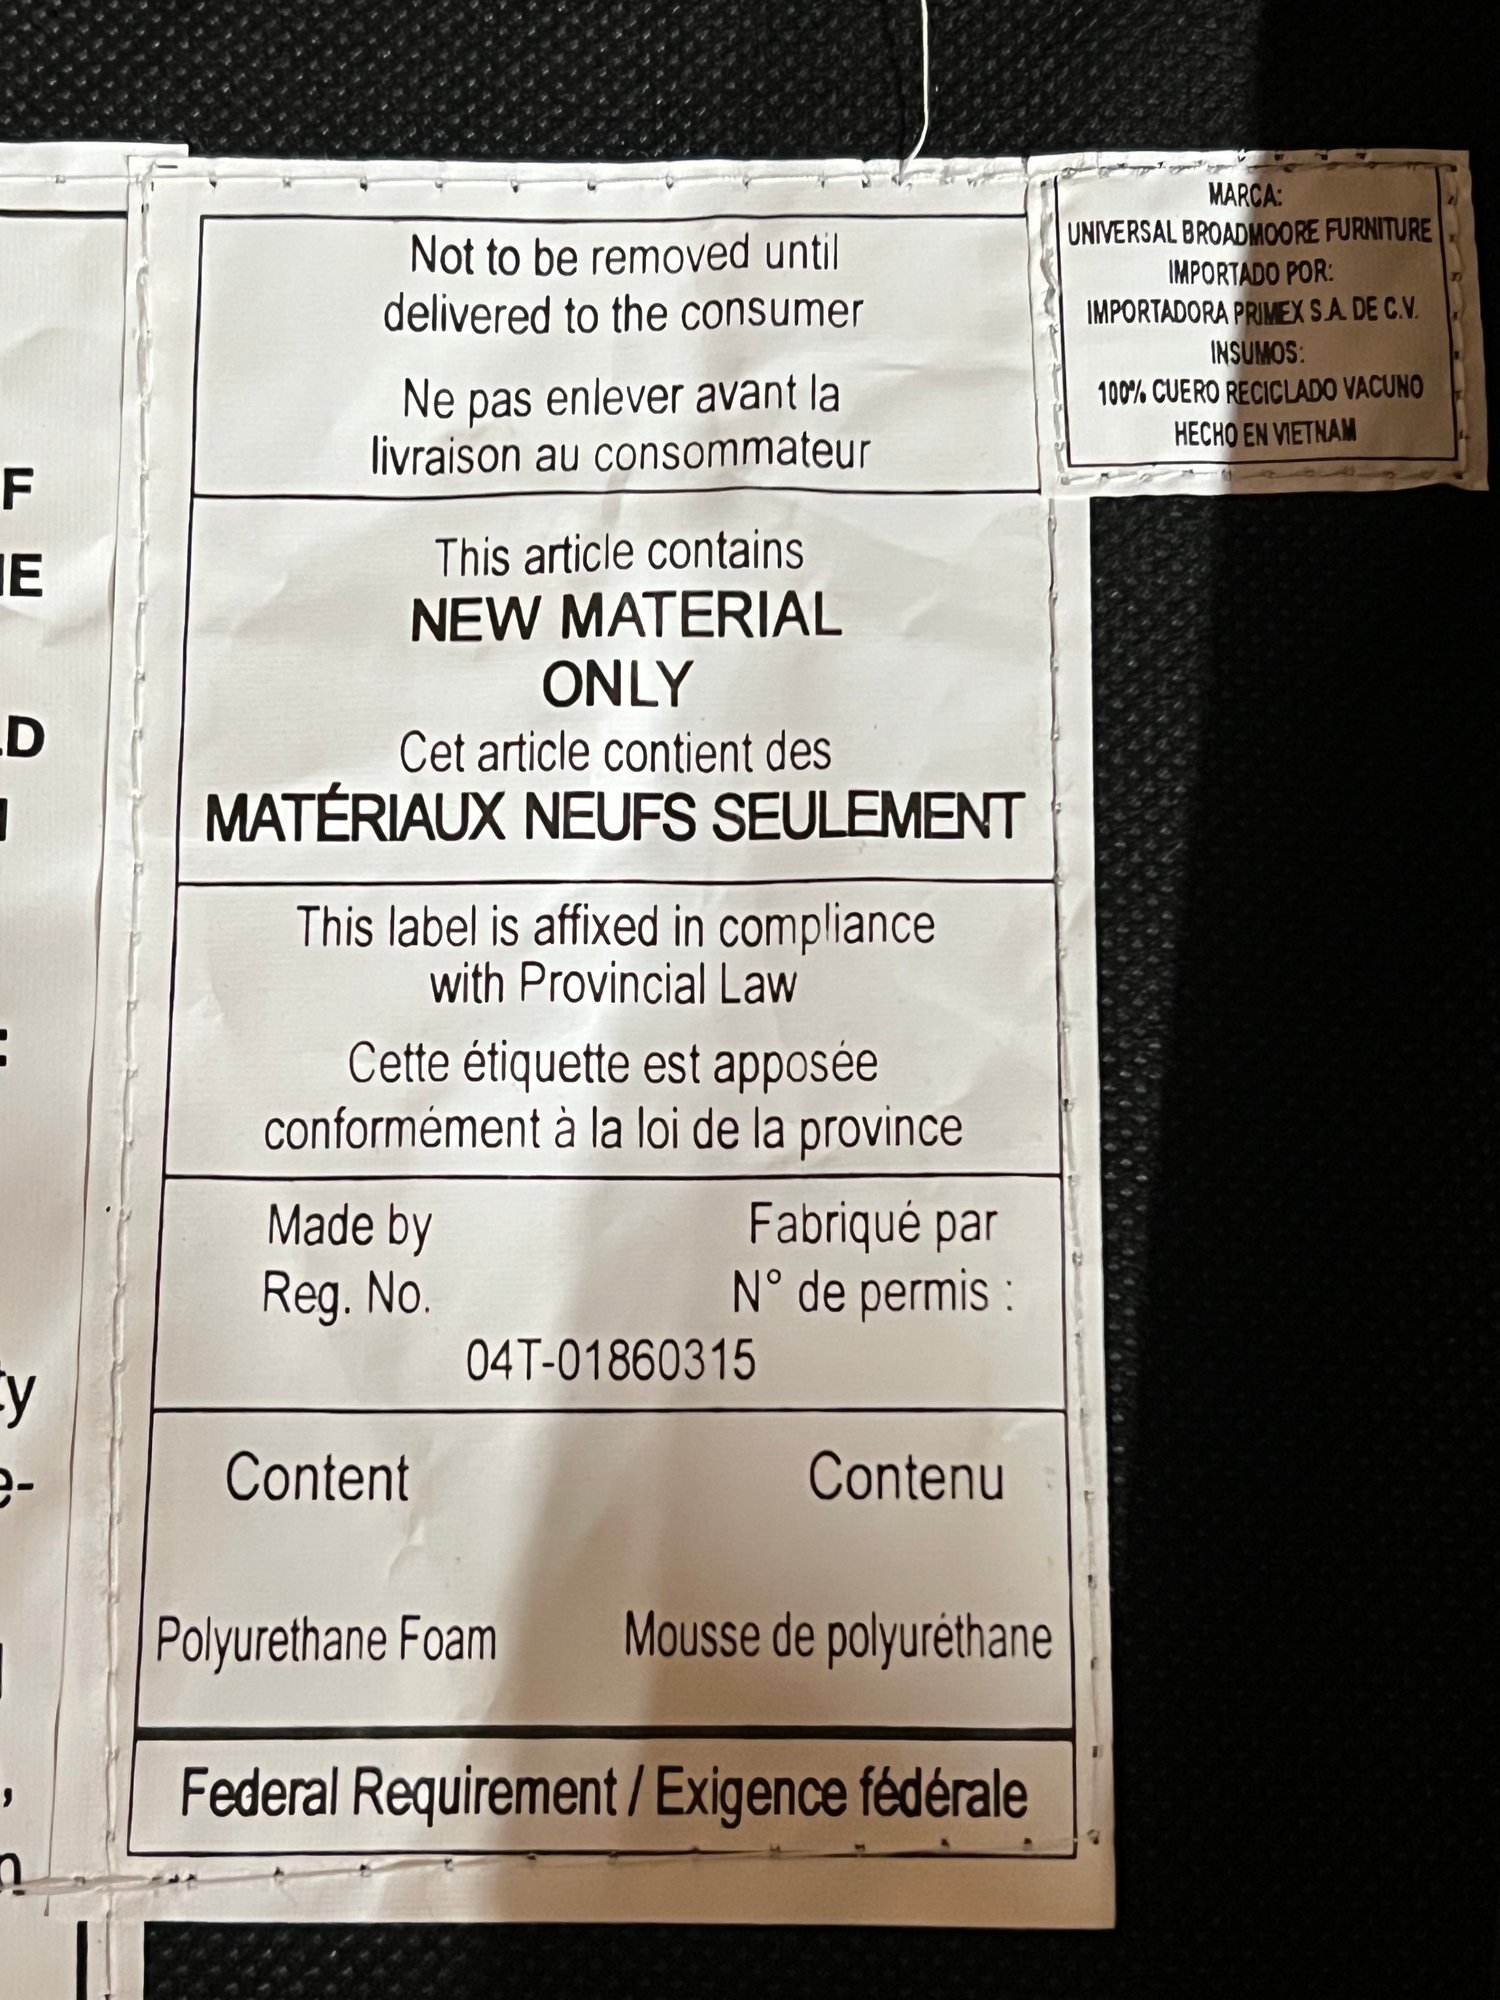 Not to be removed until
delivered to the consumer
Ne pas enlever avant la
livraison au consommateur
This article contains
NEW MATERIAL
ONLY
Cet article contient des
MATÉRIAUX NEUFS SEULEMENT
This label is affixed in compliance
with Provincial Law
Cette étiquette est apposée
conformément à la loi de la province
Made by Fabriqué par
Reg. No. N° de permis :
04T-01860315
Content Contenu
Polyurethane Foam Mousse de polyuréthane
Federal Requirement / Exigence fédérale
MARCA:
UNIVERSAL BROADMOORE FURNITURE
IMPORTADO POR:
IMPORTADORA PRIMEX S.A. DE C.V.
INSUMOS:
100% CUERO RECICLADO VACUNO
HECHO EN VIETNAM